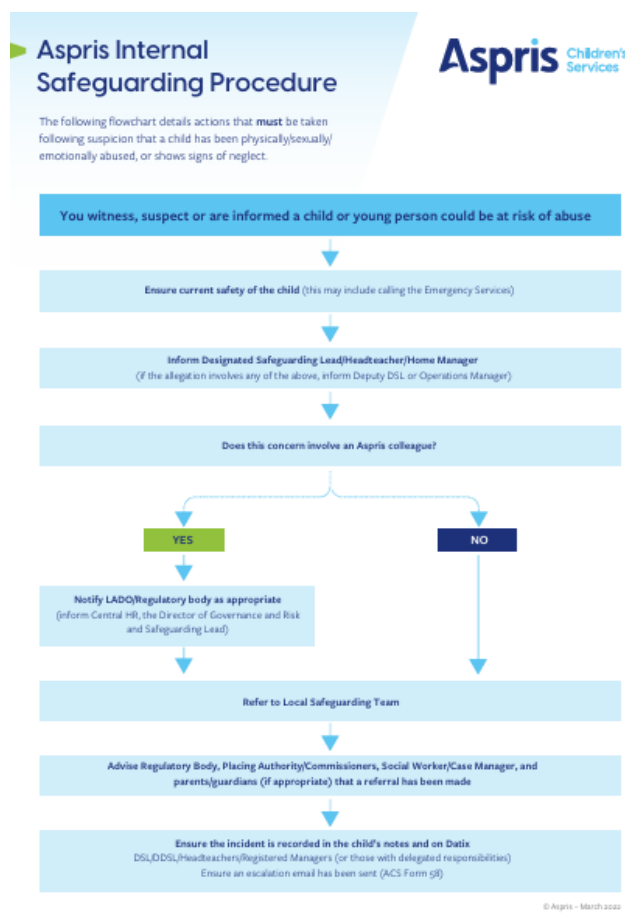 Aspris Internal
Safeguarding Procedure
Aspris Children's
Services
The following flowchart details actions that must be taken
following suspicion that a child has been physically/sexually/
emotionally abused, or shows signs of neglect.
You witness, suspect or are informed a child or young person could be at risk of abuse
Ensure current safety of the child (this may include calling the Emergency Services)
Inform Designated Safeguarding Lead/Headteacher/Home Manager
(if the allegation involves any of the above, inform Deputy DSL or Operations Manager)
Does this concern involve an Aspris colleague?
YES
NO
Notify LADO/Regulatory body as appropriate
(inform Central HR, the Director of Governance and Risk
and Safeguarding Lead)
Refer to Local Safeguarding Team
Advise Regulatory Body, Placing Authority/Commissioners, Social Worker/Case Manager, and
parents/guardians (if appropriate) that a referral has been made
Ensure the incident is recorded in the child's notes and on Datix
DSL/DDSL/Headteachers/Registered Managers (or those with delegated responsibilities)
Ensure an escalation email has been sent (ACS Form 58)
© Aspris – March 2022